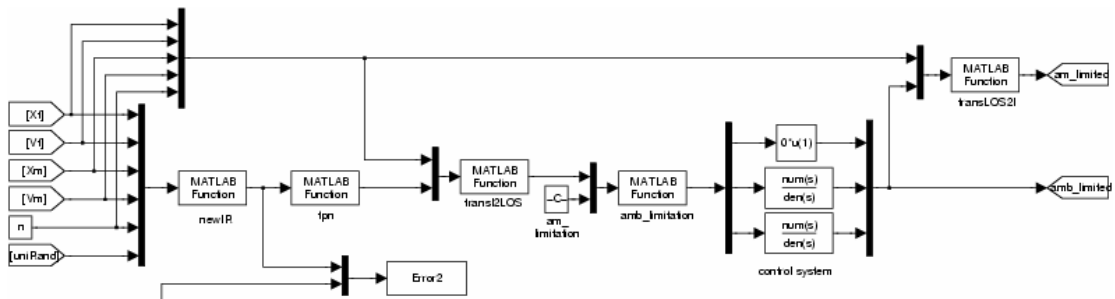 MATLAB
Function
transLOS2I
am_limited
[Xt]
[Vt]
[Xm]
[Vm]
n
[uniRand]
MATLAB
Function
newIR
MATLAB
Function
tpn
MATLAB
Function
transI2LOS
-C-
am_
limitation
MATLAB
Function
amb_limitation
0*u(1)
num(s)
den(s)
num(s)
den(s)
control system
amb_limited
Error2